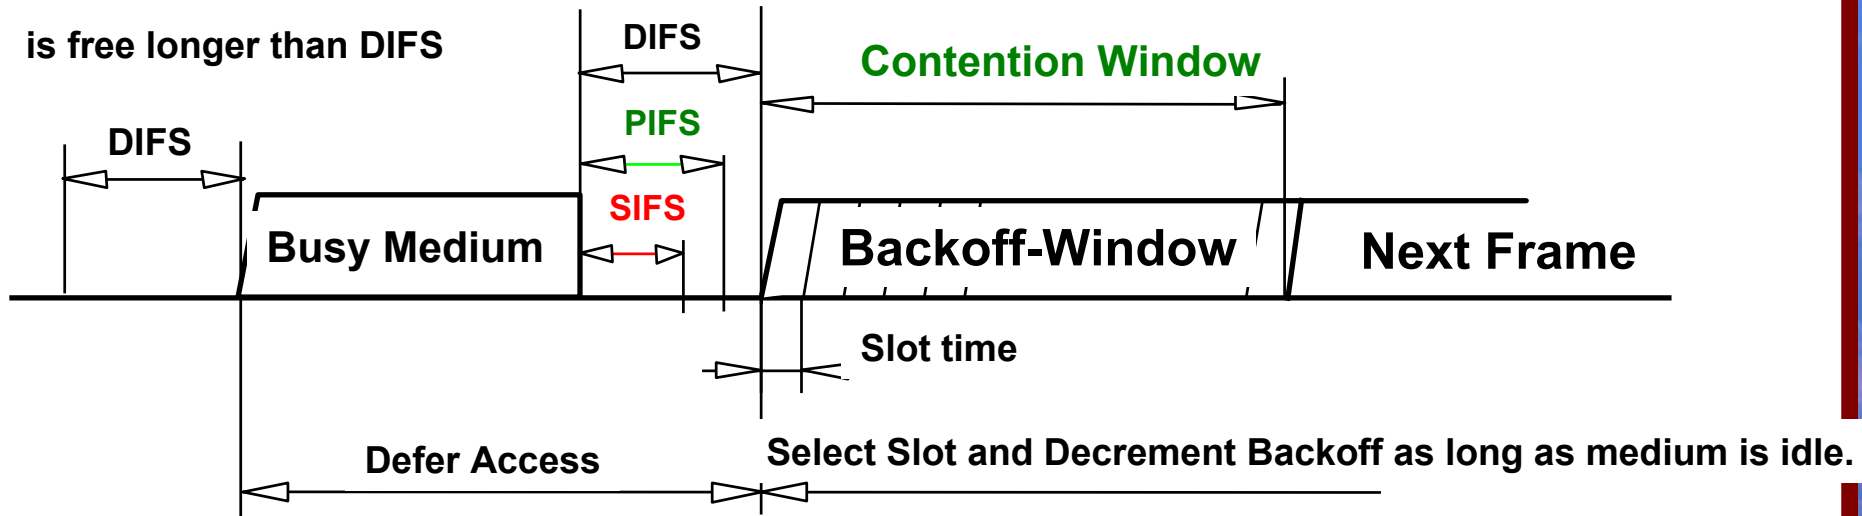 is free longer than DIFS
DIFS
Contention Window
PIFS
DIFS
SIFS
Busy Medium
Backoff-Window
Next Frame
Slot time
Defer Access
Select Slot and Decrement Backoff as long as medium is idle.